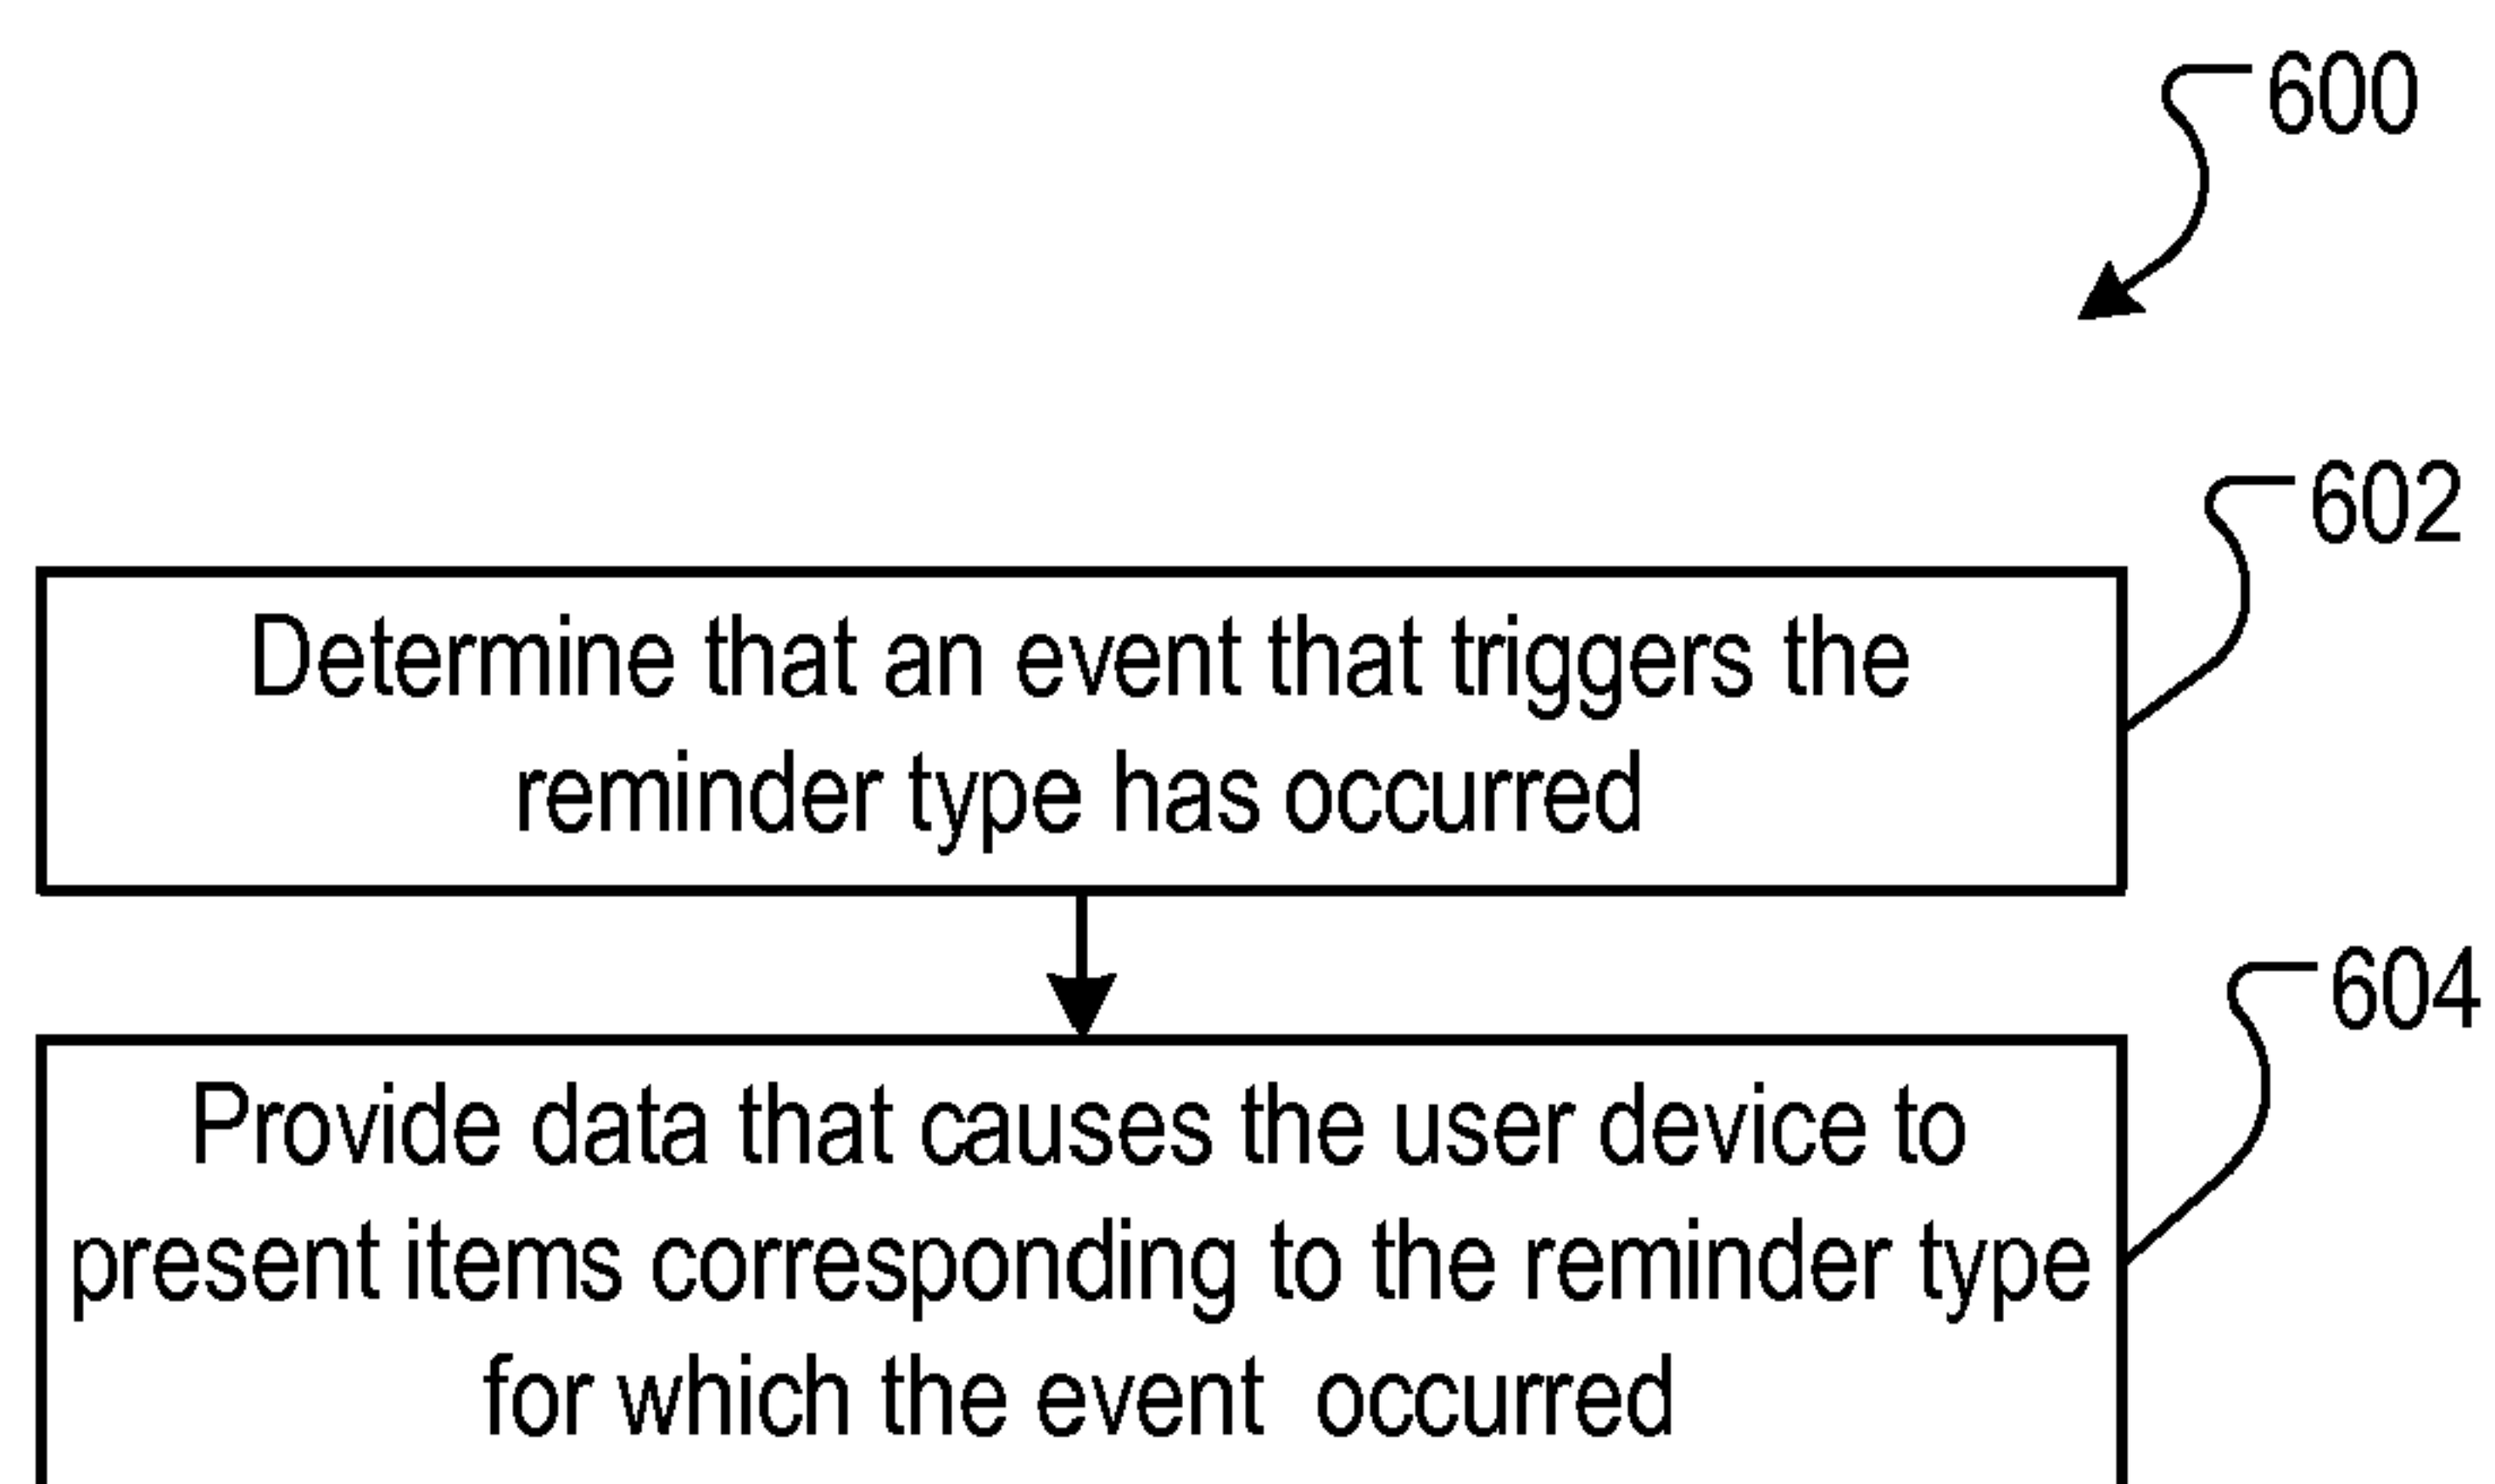 600
602
Determine that an event that triggers the
reminder type has occurred
604
Provide data that causes the user device to
present items corresponding to the reminder type
for which the event  occurred